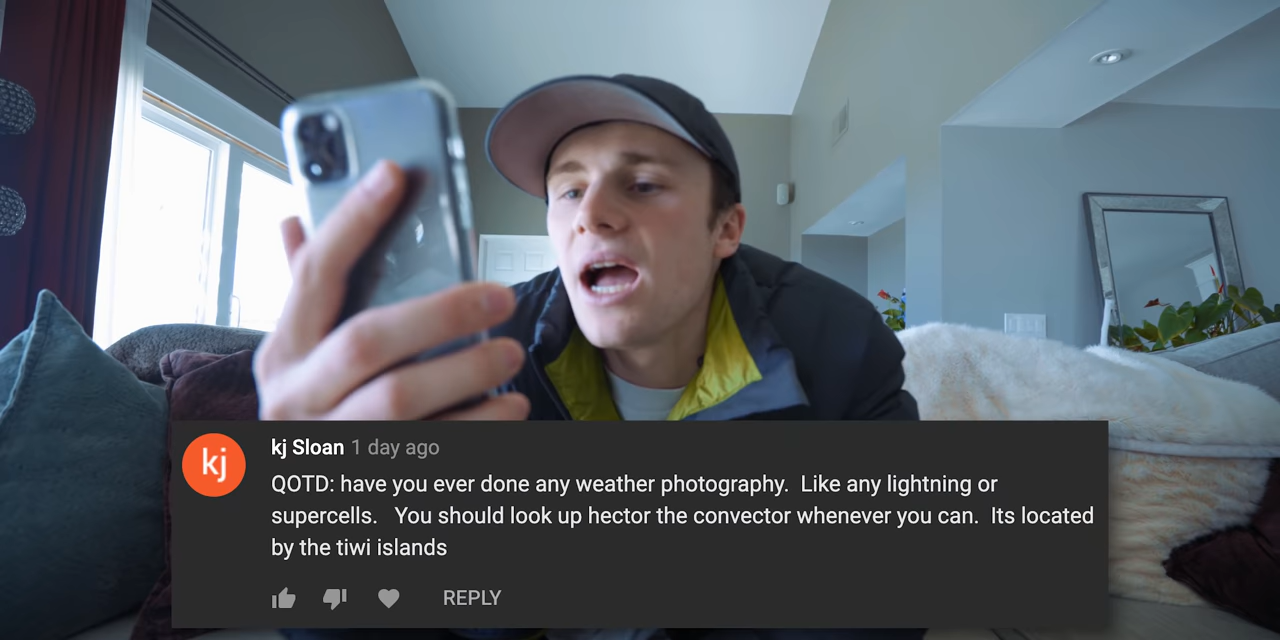 kj
kj Sloan 1 day ago
QOTD: have you ever done any weather photography.  Like any lightning or
supercells.   You should look up hector the convector whenever you can.  Its located
by the tiwi islands
REPLY